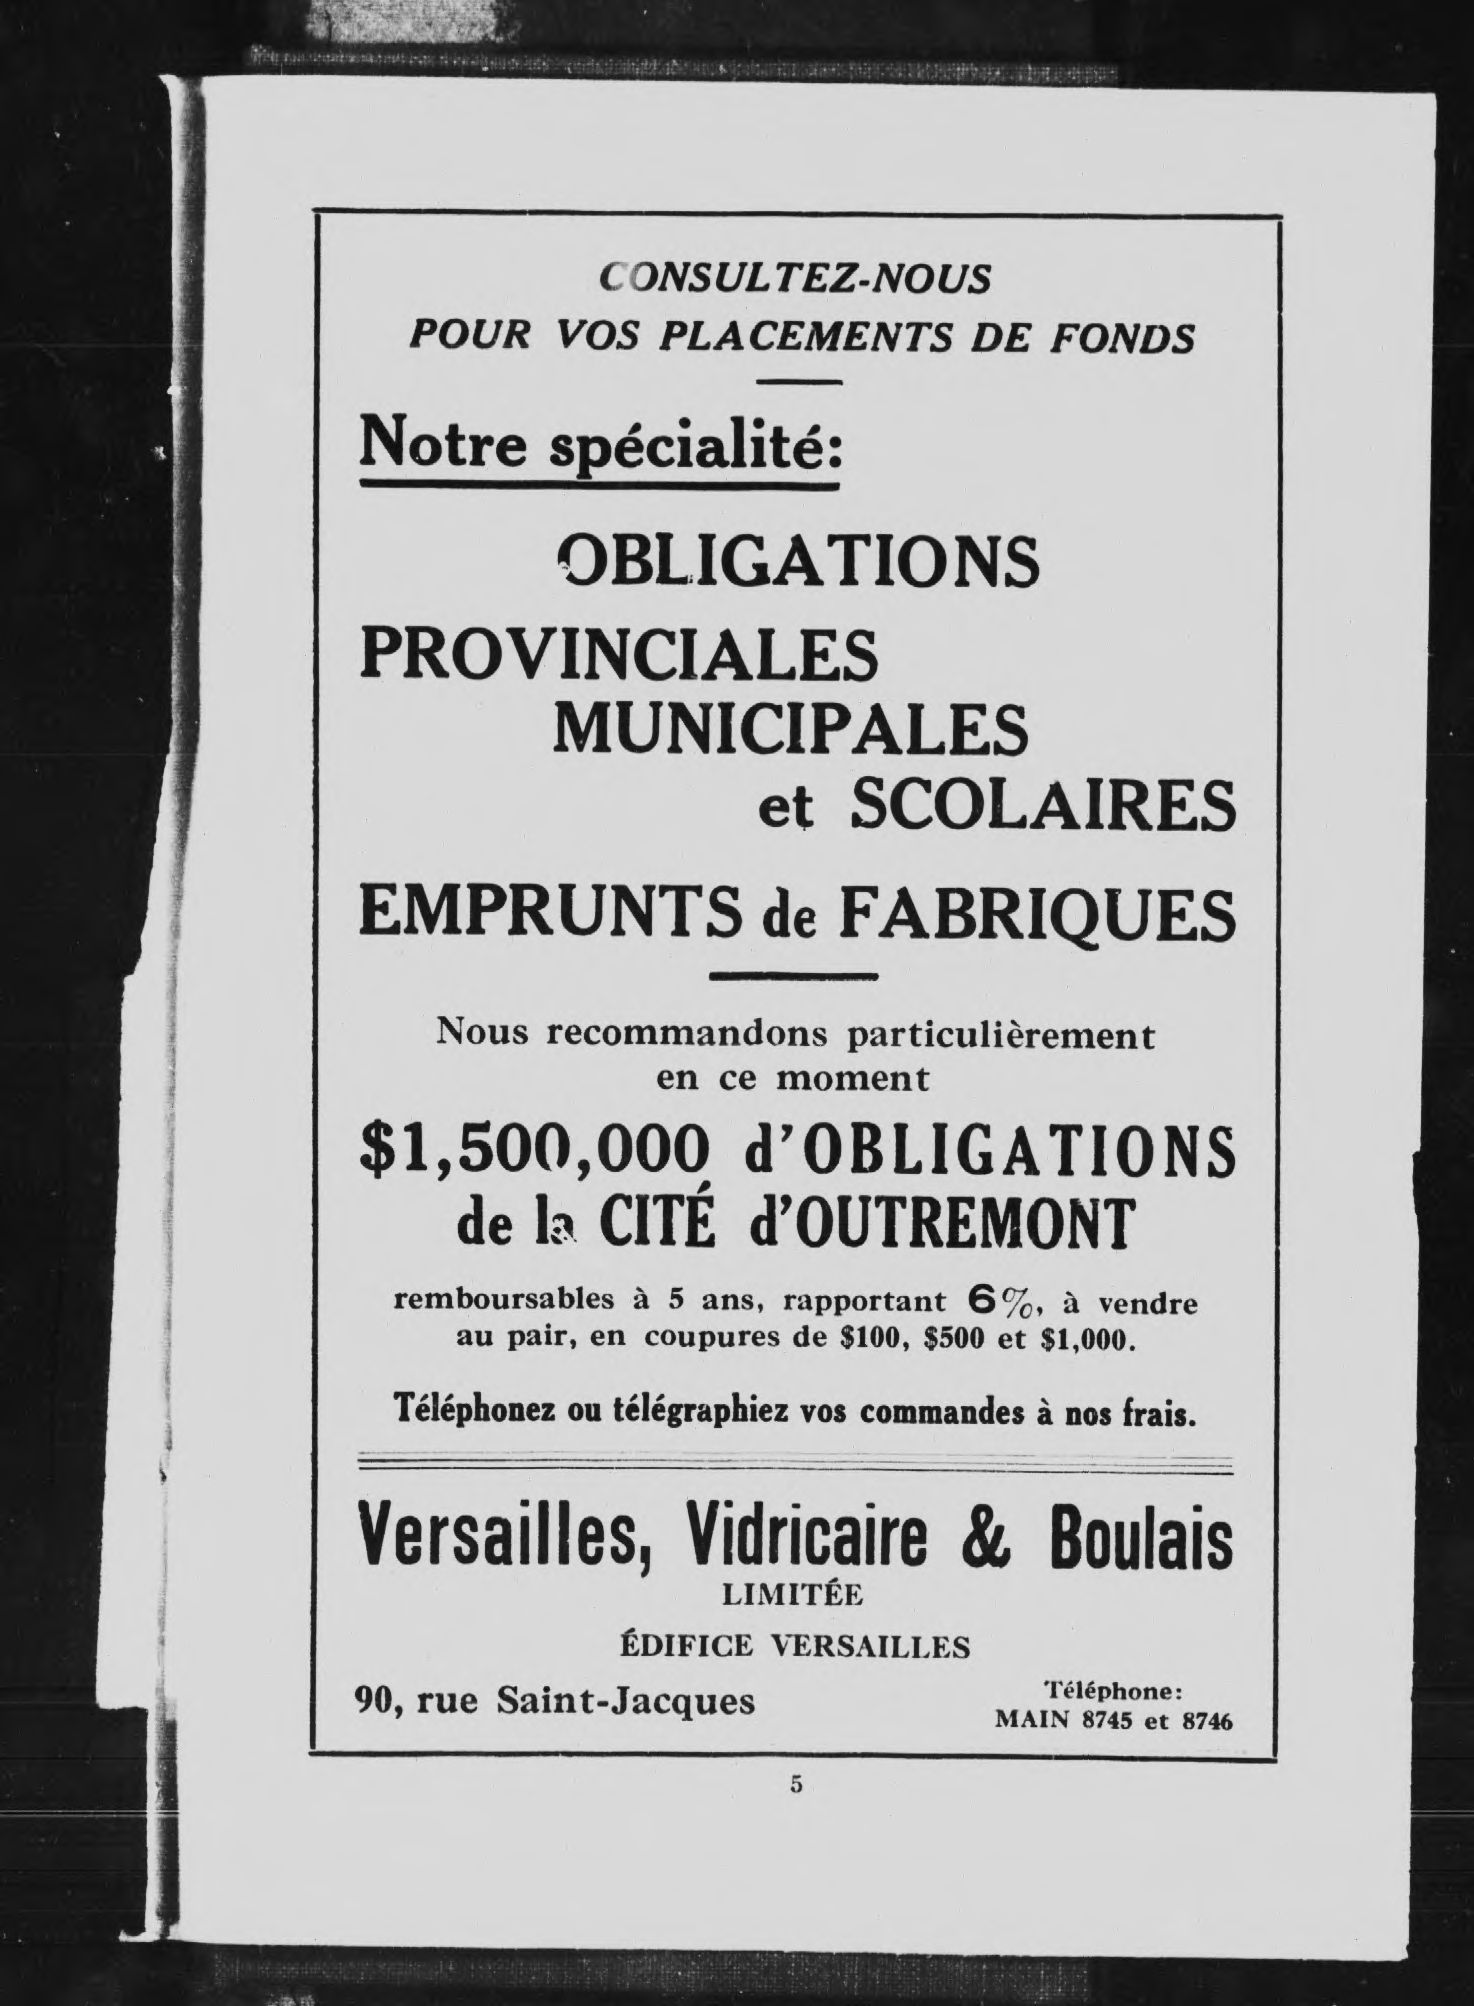 CONSULTEZ-NOUS
POUR VOS PLACEMENTS DE FONDS
Notre spécialité:
OBLIGATIONS
PROVINCIALES
MUNICIPALES
et SCOLAIRES
EMPRUNTS de FABRIQUES
Nous recommandons particulièrement
en ce moment
$1,500,000 d'OBLIGATIONS
de la CITÉ d'OUTREMONT
remboursables à 5 ans, rapportant 6%, à vendre
au pair, en coupures de $100, $500 et $1,000.
Téléphonez ou télégraphiez vos commandes à nos frais.
Versailles, Vidricaire & Boulais
LIMITÉE
ÉDIFICE VERSAILLES
90, rue Saint-Jacques
Téléphone:
MAIN 8745 et 8746
5